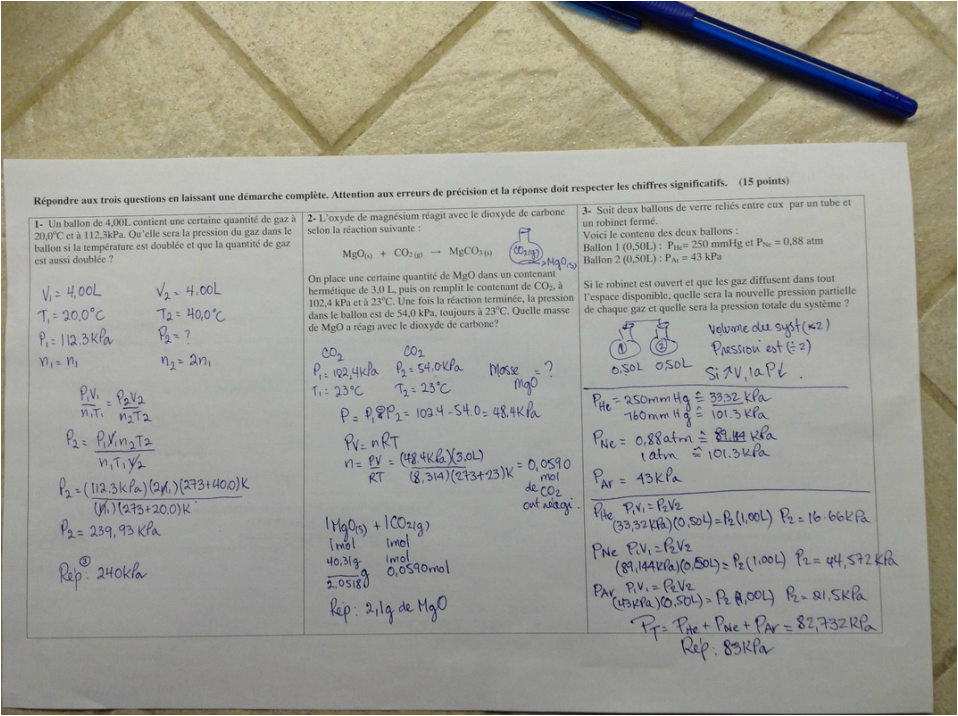 Répondre aux trois questions en laissant une démarche complète. Attention aux erreurs de précision et la réponse doit respecter les chiffres significatifs. (15 points)
1- Un ballon de 4,00L contient une certaine quantité de gaz à
20,0°C et à 112,3kPa. Qu'elle sera la pression du gaz dans le
ballon si la température est doublée et que la quantité de gaz
est aussi doublée ?
V₁ = 4,00L V₂ = 4,00L
T₁ = 20,0°C T₂ = 40,0°C
P₁ = 112.3KPa P₂ = ?
n₁ = n₁ n₂ = 2n₁
P₁V₁ = P₂V₂
n₁T₁ n₂T₂
P₂ = P₁V₁n₂T₂
n₁T₁V₂
P₂ = (112.3KPa)(2n₁)(273+40,0)K
(n₁)(273+20,0)K
P₂ = 239,93 KPa
③
Rép : 240KPa
2- L'oxyde de magnésium réagit avec le dioxyde de carbone
selon la réaction suivante :
MgO(s) + CO₂(g) → MgCO₃(s)
CO₂(g)
MgO(s)
On place une certaine quantité de MgO dans un contenant
hermétique de 3,0 L, puis on remplit le contenant de CO₂, à
102,4 kPa et à 23°C. Une fois la réaction terminée, la pression
dans le ballon est de 54,0 kPa, toujours à 23°C. Quelle masse
de MgO a réagi avec le dioxyde de carbone?
CO₂ CO₂
P₁ = 102,4KPa P₂ = 54.0KPa Masse = ?
T₁ = 23°C T₂ = 23°C MgO
P = P₁ P₂ = 102.4 - 54.0 = 48,4KPa
PV = nRT
n = PV = (48.4KPa)(3,0L) = 0,0590
RT (8,314)(273+23)K mol
de CO₂
ont réagi.
1MgO(s) + 1CO₂(g)
1mol 1mol
40,31g 1mol
2,0518g 0,0590mol
Rép : 2,1g de MgO
3- Soit deux ballons de verre reliés entre eux par un tube et
un robinet fermé.
Voici le contenu des deux ballons :
Ballon 1 (0,50L) : PHe= 250 mmHg et PNe = 0,88 atm
Ballon 2 (0,50L) : PAr = 43 kPa
Si le robinet est ouvert et que les gaz diffusent dans tout
l'espace disponible, quelle sera la nouvelle pression partielle
de chaque gaz et quelle sera la pression totale du système ?
① ② Volume du syst (×2)
0.50L 0,50L Pression est (÷2)
Si ↗V, la P↓.
PHe = 250mmHg ≙ 33.32 KPa
760mmHg ≙ 101.3 KPa
PNe = 0,88atm ≙ 89.144 KPa
1atm ≙ 101.3KPa
PAr = 43KPa
PHe P₁V₁ = P₂V₂
(33,32KPa)(0,50L) = P₂(1,00L) P₂ = 16.66KPa
PNe P₁V₁ = P₂V₂
(89,144KPa)(0,50L) = P₂(1,00L) P₂ = 44,572KPa
PAr P₁V₁ = P₂V₂
(43KPa)(0,50L) = P₂(1,00L) P₂ = 21.5KPa
PT = PHe + PNe + PAr = 82,732KPa
Rép : 83KPa